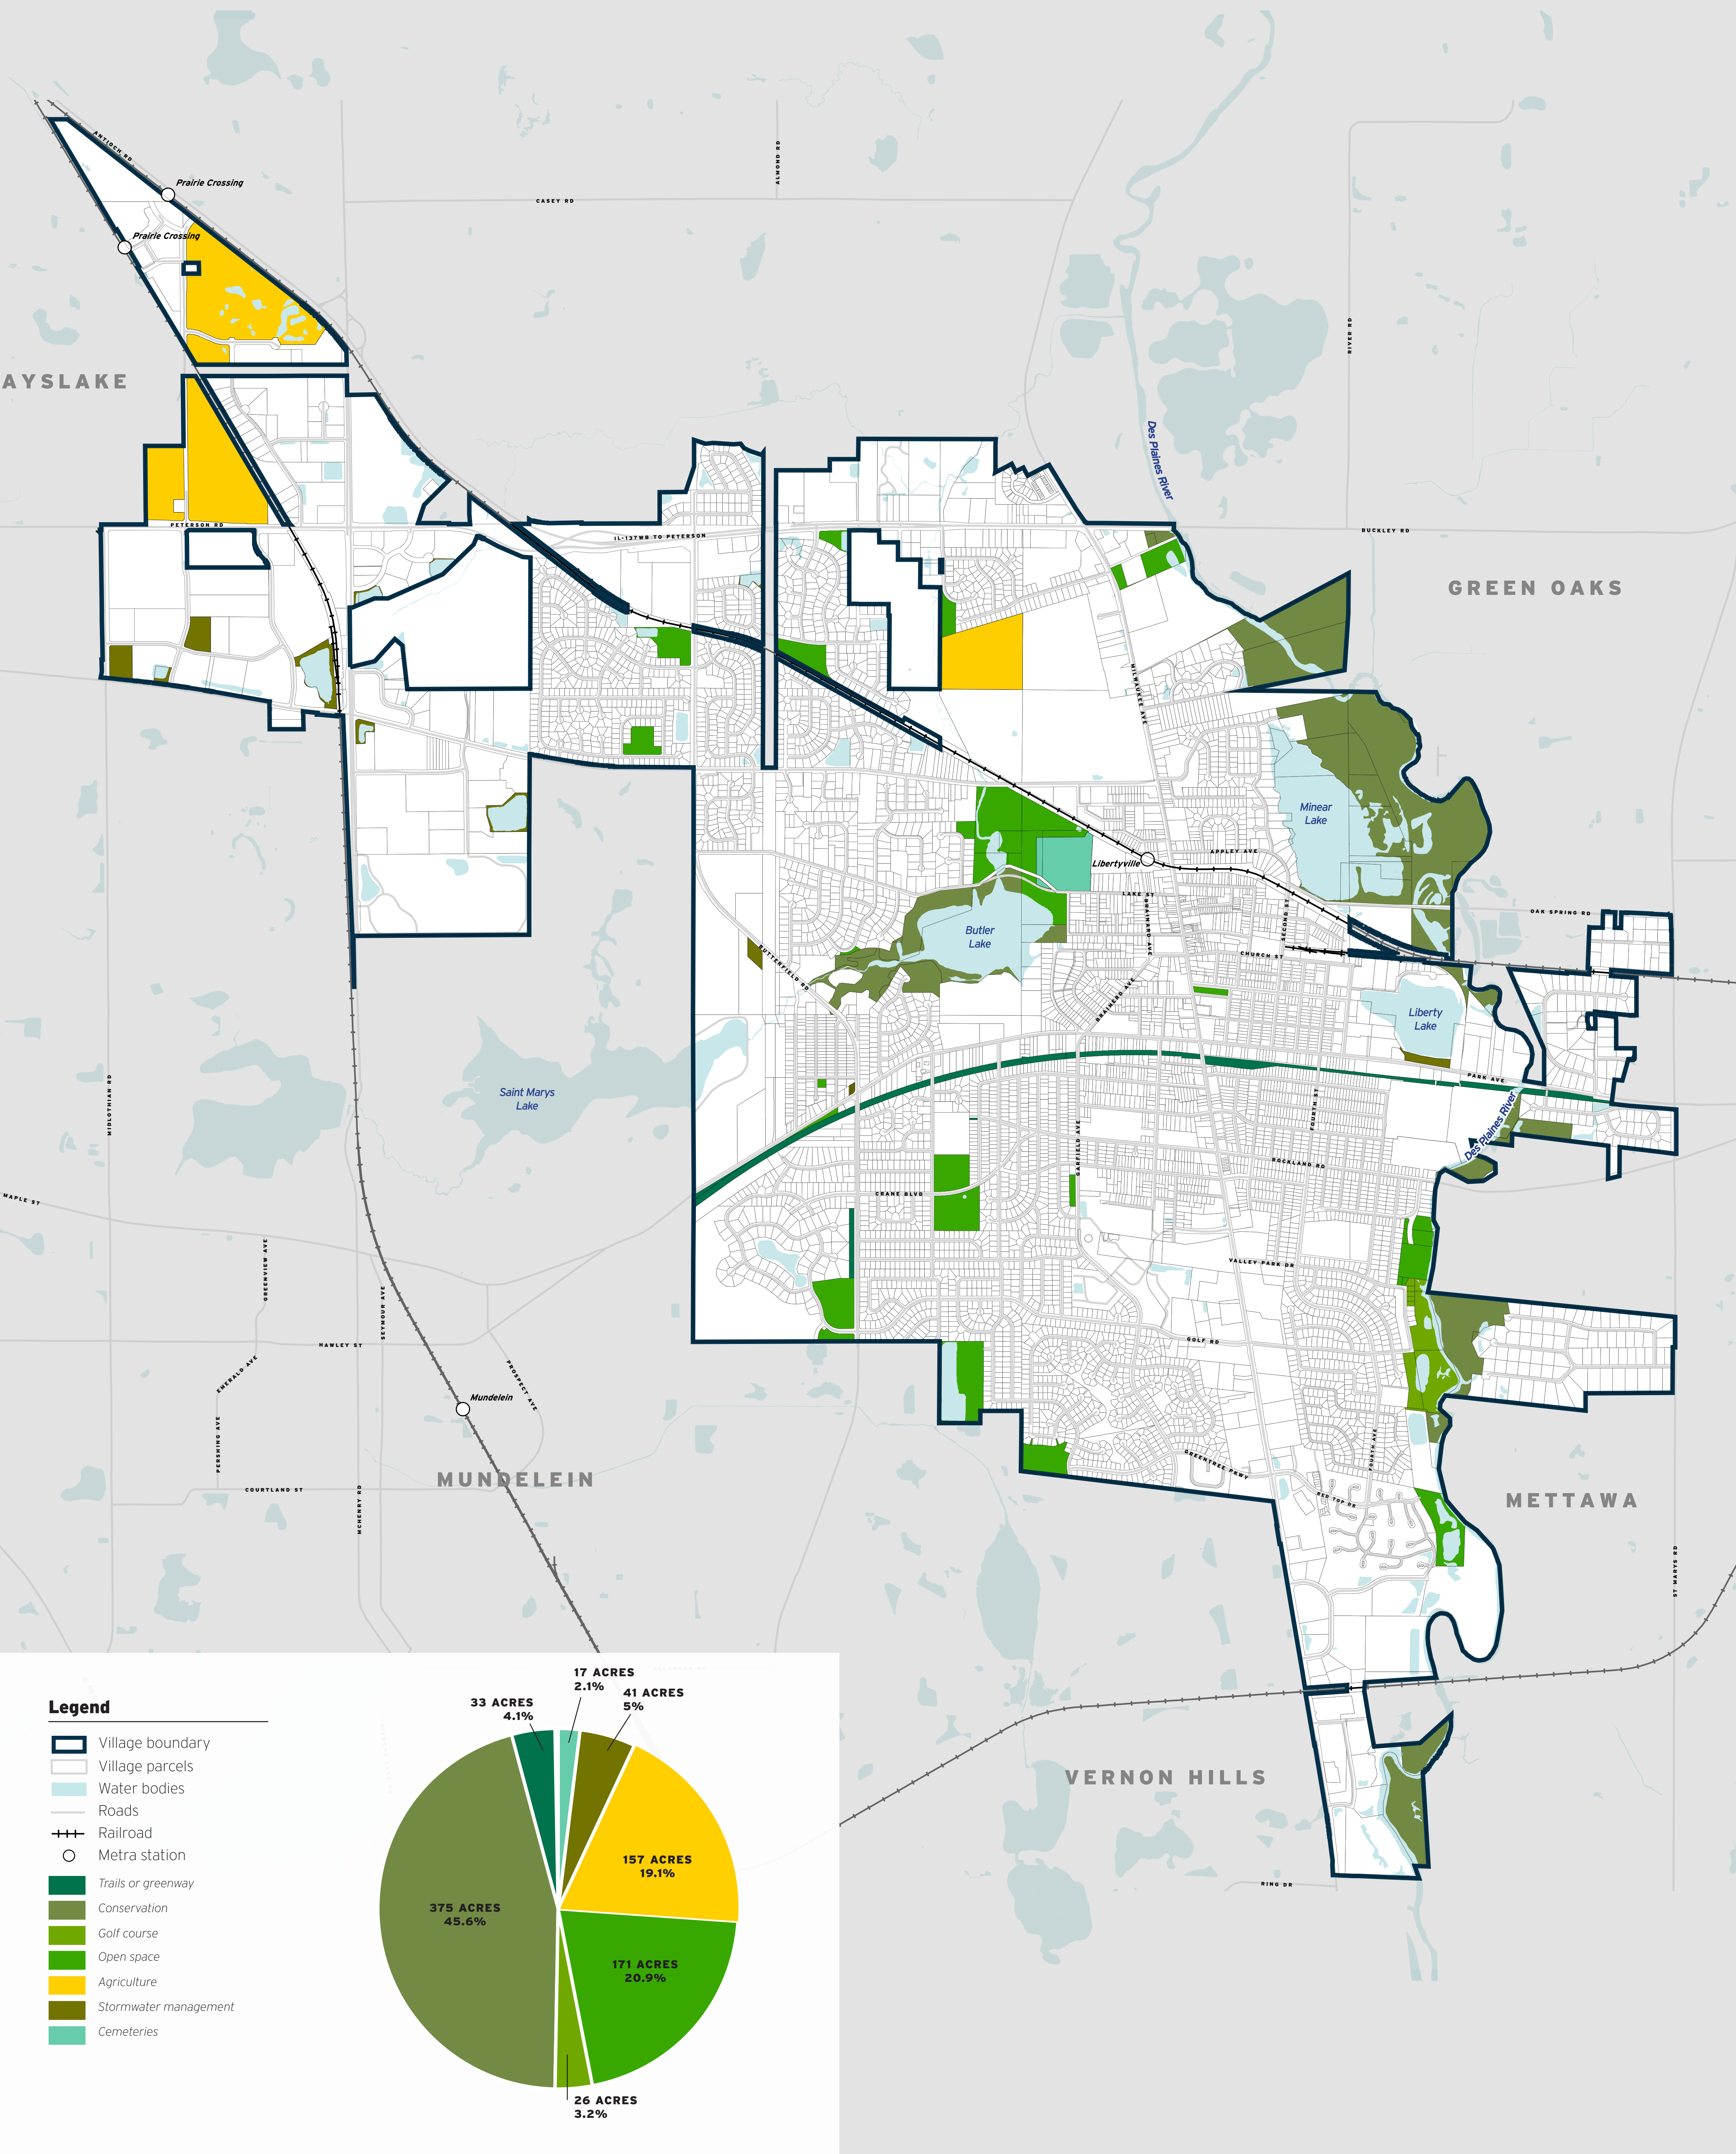 ANTIOCH RD
Prairie Crossing
ALMOND RD
CASEY RD
Prairie Crossing
RIVER RD
AYSLAKE
Des Plaines River
PETERSON RD
IL-137WB TO PETERSON
BUCKLEY RD
GREEN OAKS
MILWAUKEE AVE
Minear
Lake
APPLEY AVE
Libertyville
LAKE ST
BRAINARD AVE
SECOND ST
OAK SPRING RD
Butler
Lake
BUTTERFIELD RD
CHURCH ST
BRAINERD AVE
Liberty
Lake
PARK AVE
Saint Marys
Lake
MIDLOTHIAN RD
FOURTH ST
Des Plaines River
GARFIELD AVE
ROCKLAND RD
MAPLE ST
CRANE BLVD
GREENVIEW AVE
VALLEY PARK DR
SEYMOUR AVE
HAWLEY ST
GOLF RD
EMERALD AVE
PROSPECT AVE
Mundelein
PERSHING AVE
FOURTH AVE
GREENTREE PKWY
MUNDELEIN
COURTLAND ST
MCHENRY RD
RED TOP DR
METTAWA
ST MARYS RD
VERNON HILLS
RING DR
Legend
Village boundary
Village parcels
Water bodies
Roads
Railroad
Metra station
Trails or greenway
Conservation
Golf course
Open space
Agriculture
Stormwater management
Cemeteries
17 ACRES
2.1%
41 ACRES
5%
33 ACRES
4.1%
157 ACRES
19.1%
375 ACRES
45.6%
171 ACRES
20.9%
26 ACRES
3.2%